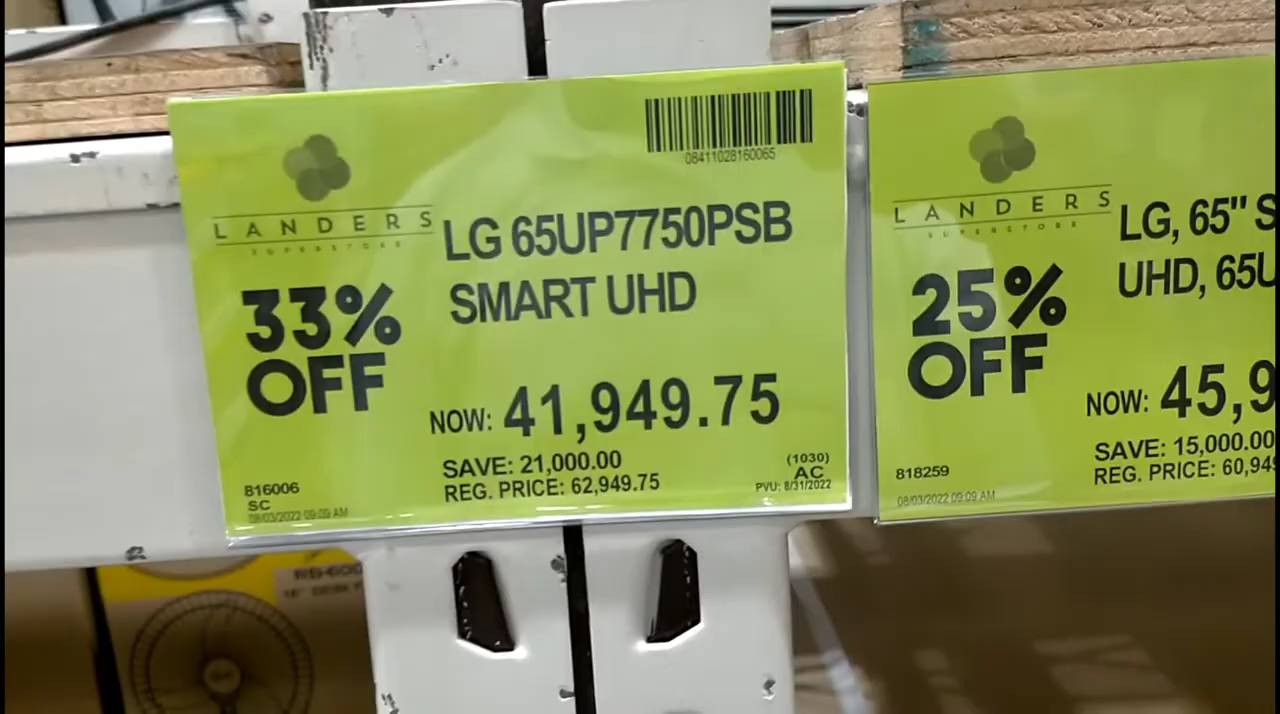 08411028160065
LANDERS
SUPERSTORE
LG 65UP7750PSB
SMART UHD
33%
OFF
NOW: 41,949.75
SAVE: 21,000.00
REG. PRICE: 62,949.75
816006
SC
08/03/2022 09:09 AM
(1030)
AC
PVU: 8/31/2022
LANDERS
SUPERSTORE
LG, 65" S
UHD, 65U
25%
OFF
NOW: 45,9
SAVE: 15,000.00
REG. PRICE: 60,949
818259
08/03/2022 09:09 AM
RB-600